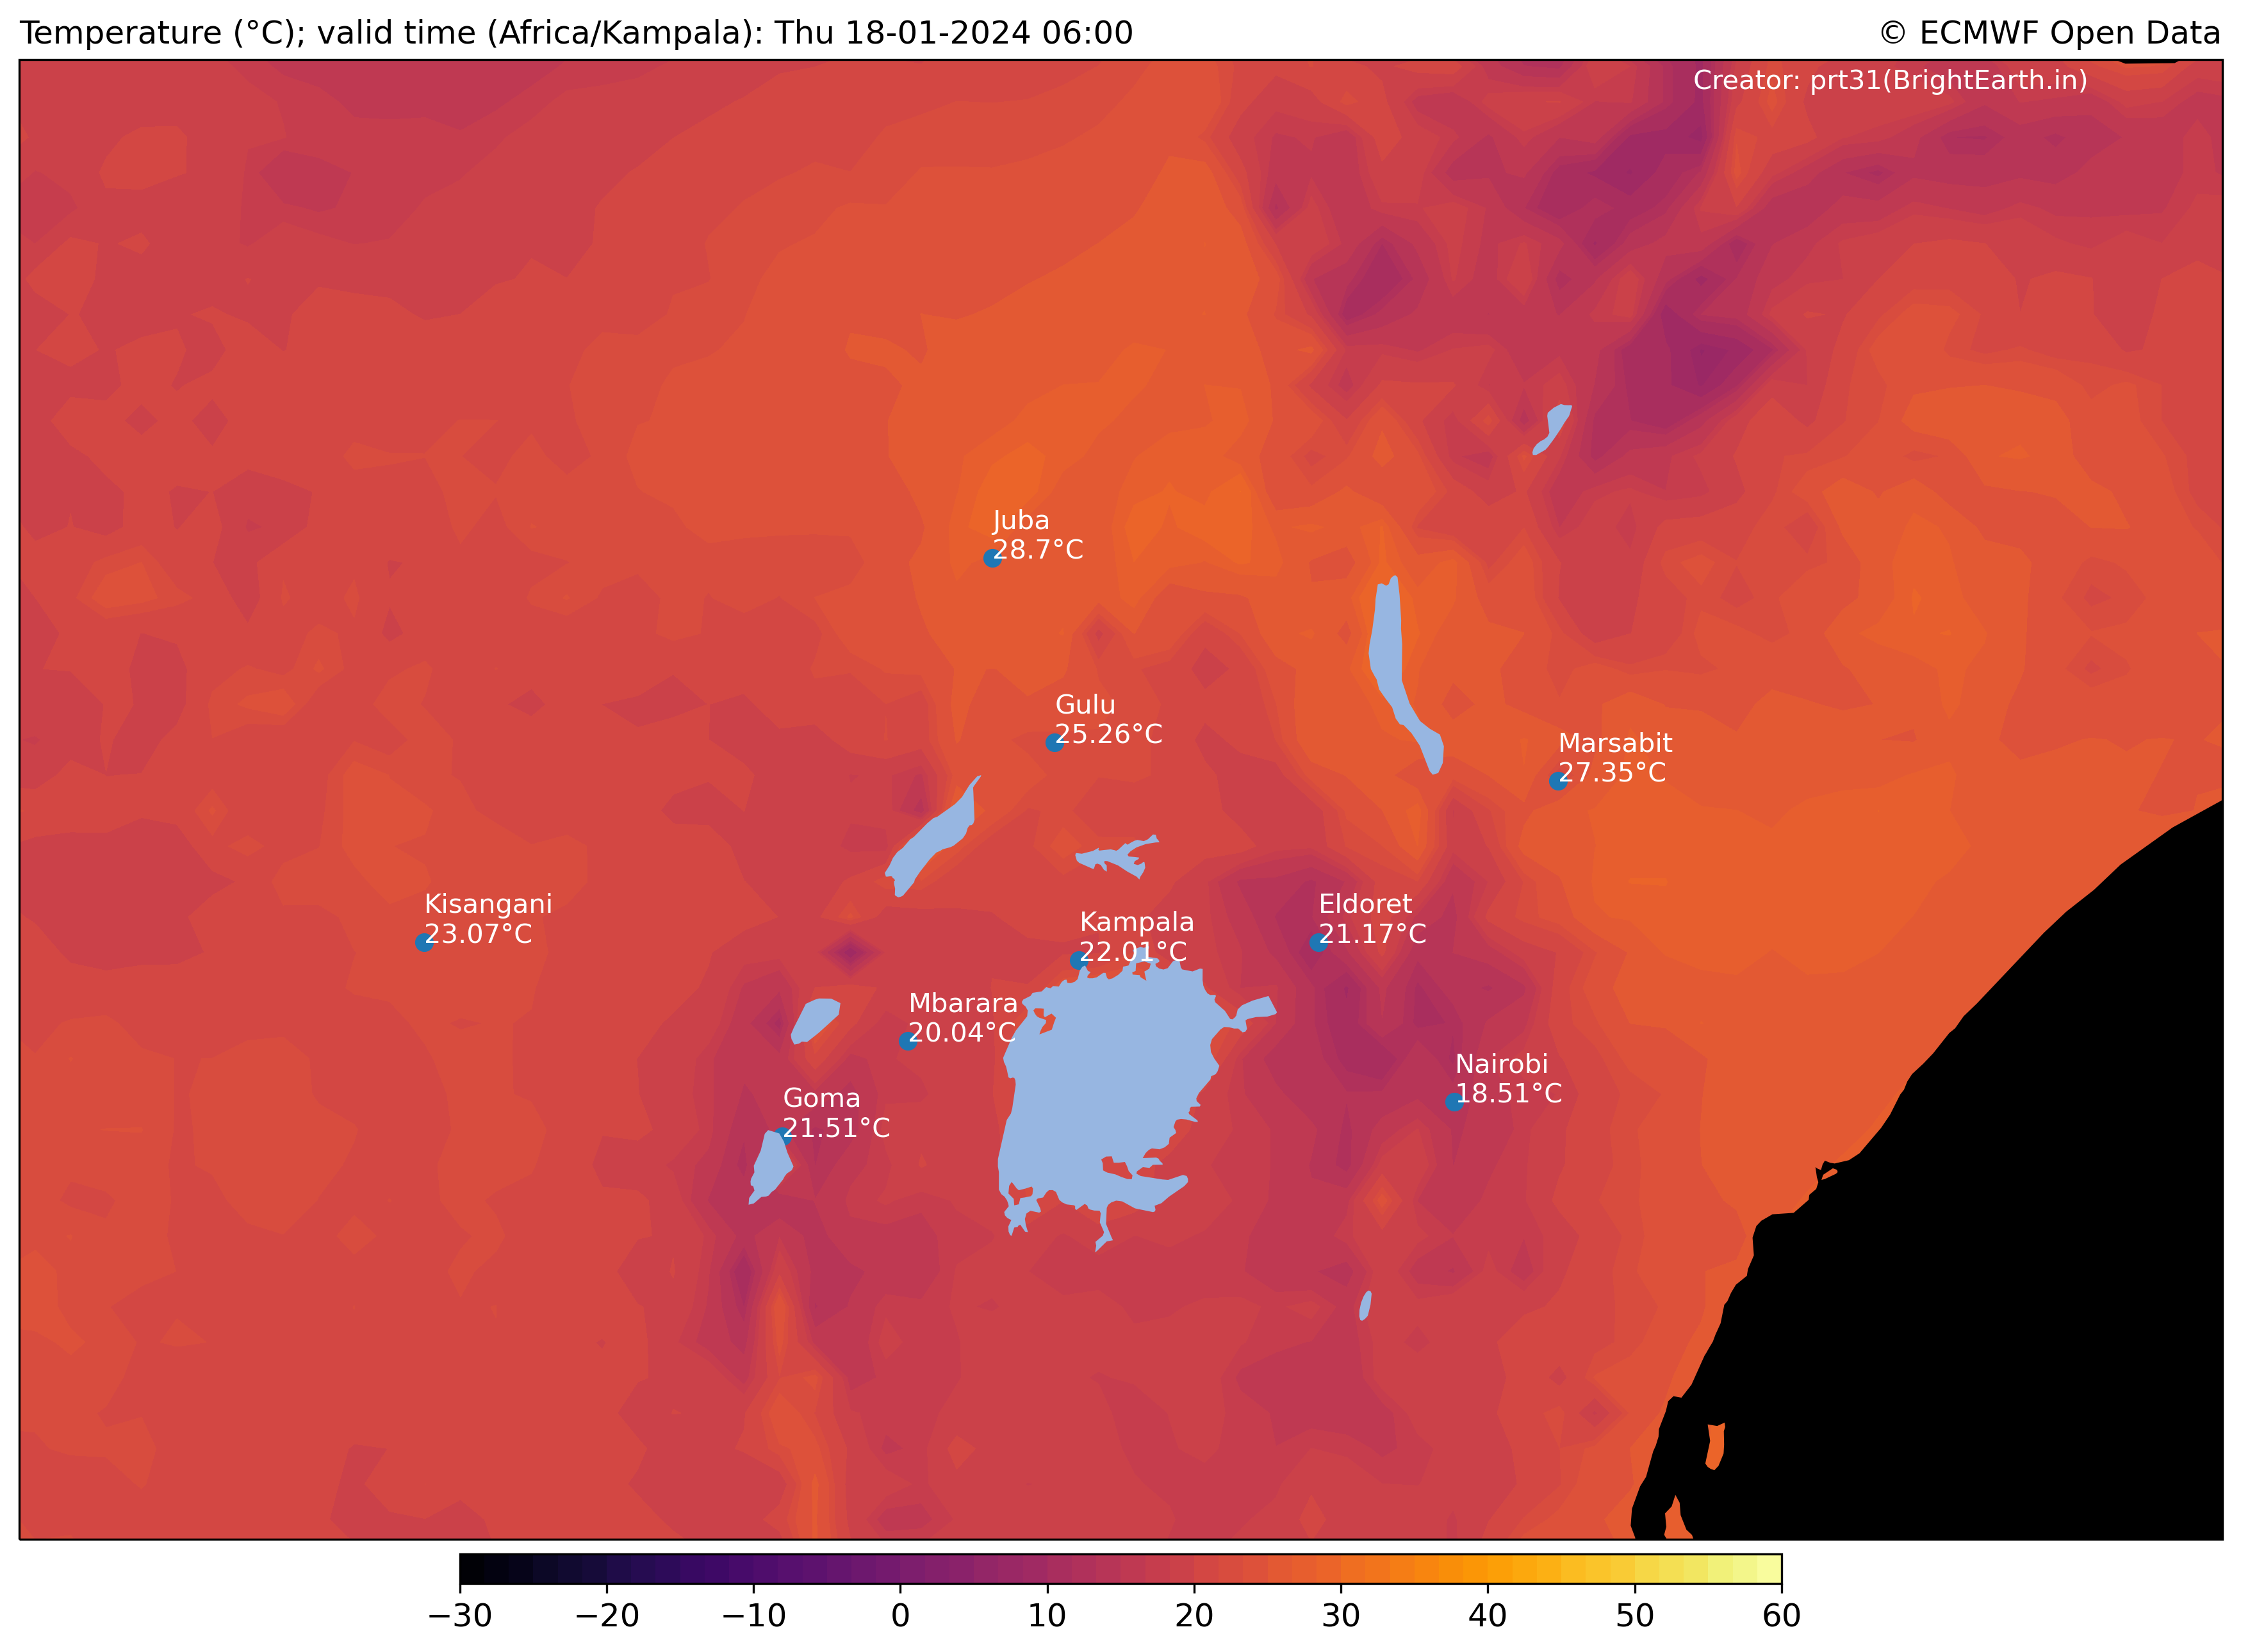 Temperature (°C); valid time (Africa/Kampala): Thu 18-01-2024 06:00
© ECMWF Open Data
Creator: prt31(BrightEarth.in)
Juba
28.7°C
Gulu
25.26°C
Marsabit
27.35°C
Kisangani
23.07°C
Kampala
22.01°C
Eldoret
21.17°C
Mbarara
20.04°C
Nairobi
18.51°C
Goma
21.51°C
−30 −20 −10 0 10 20 30 40 50 60